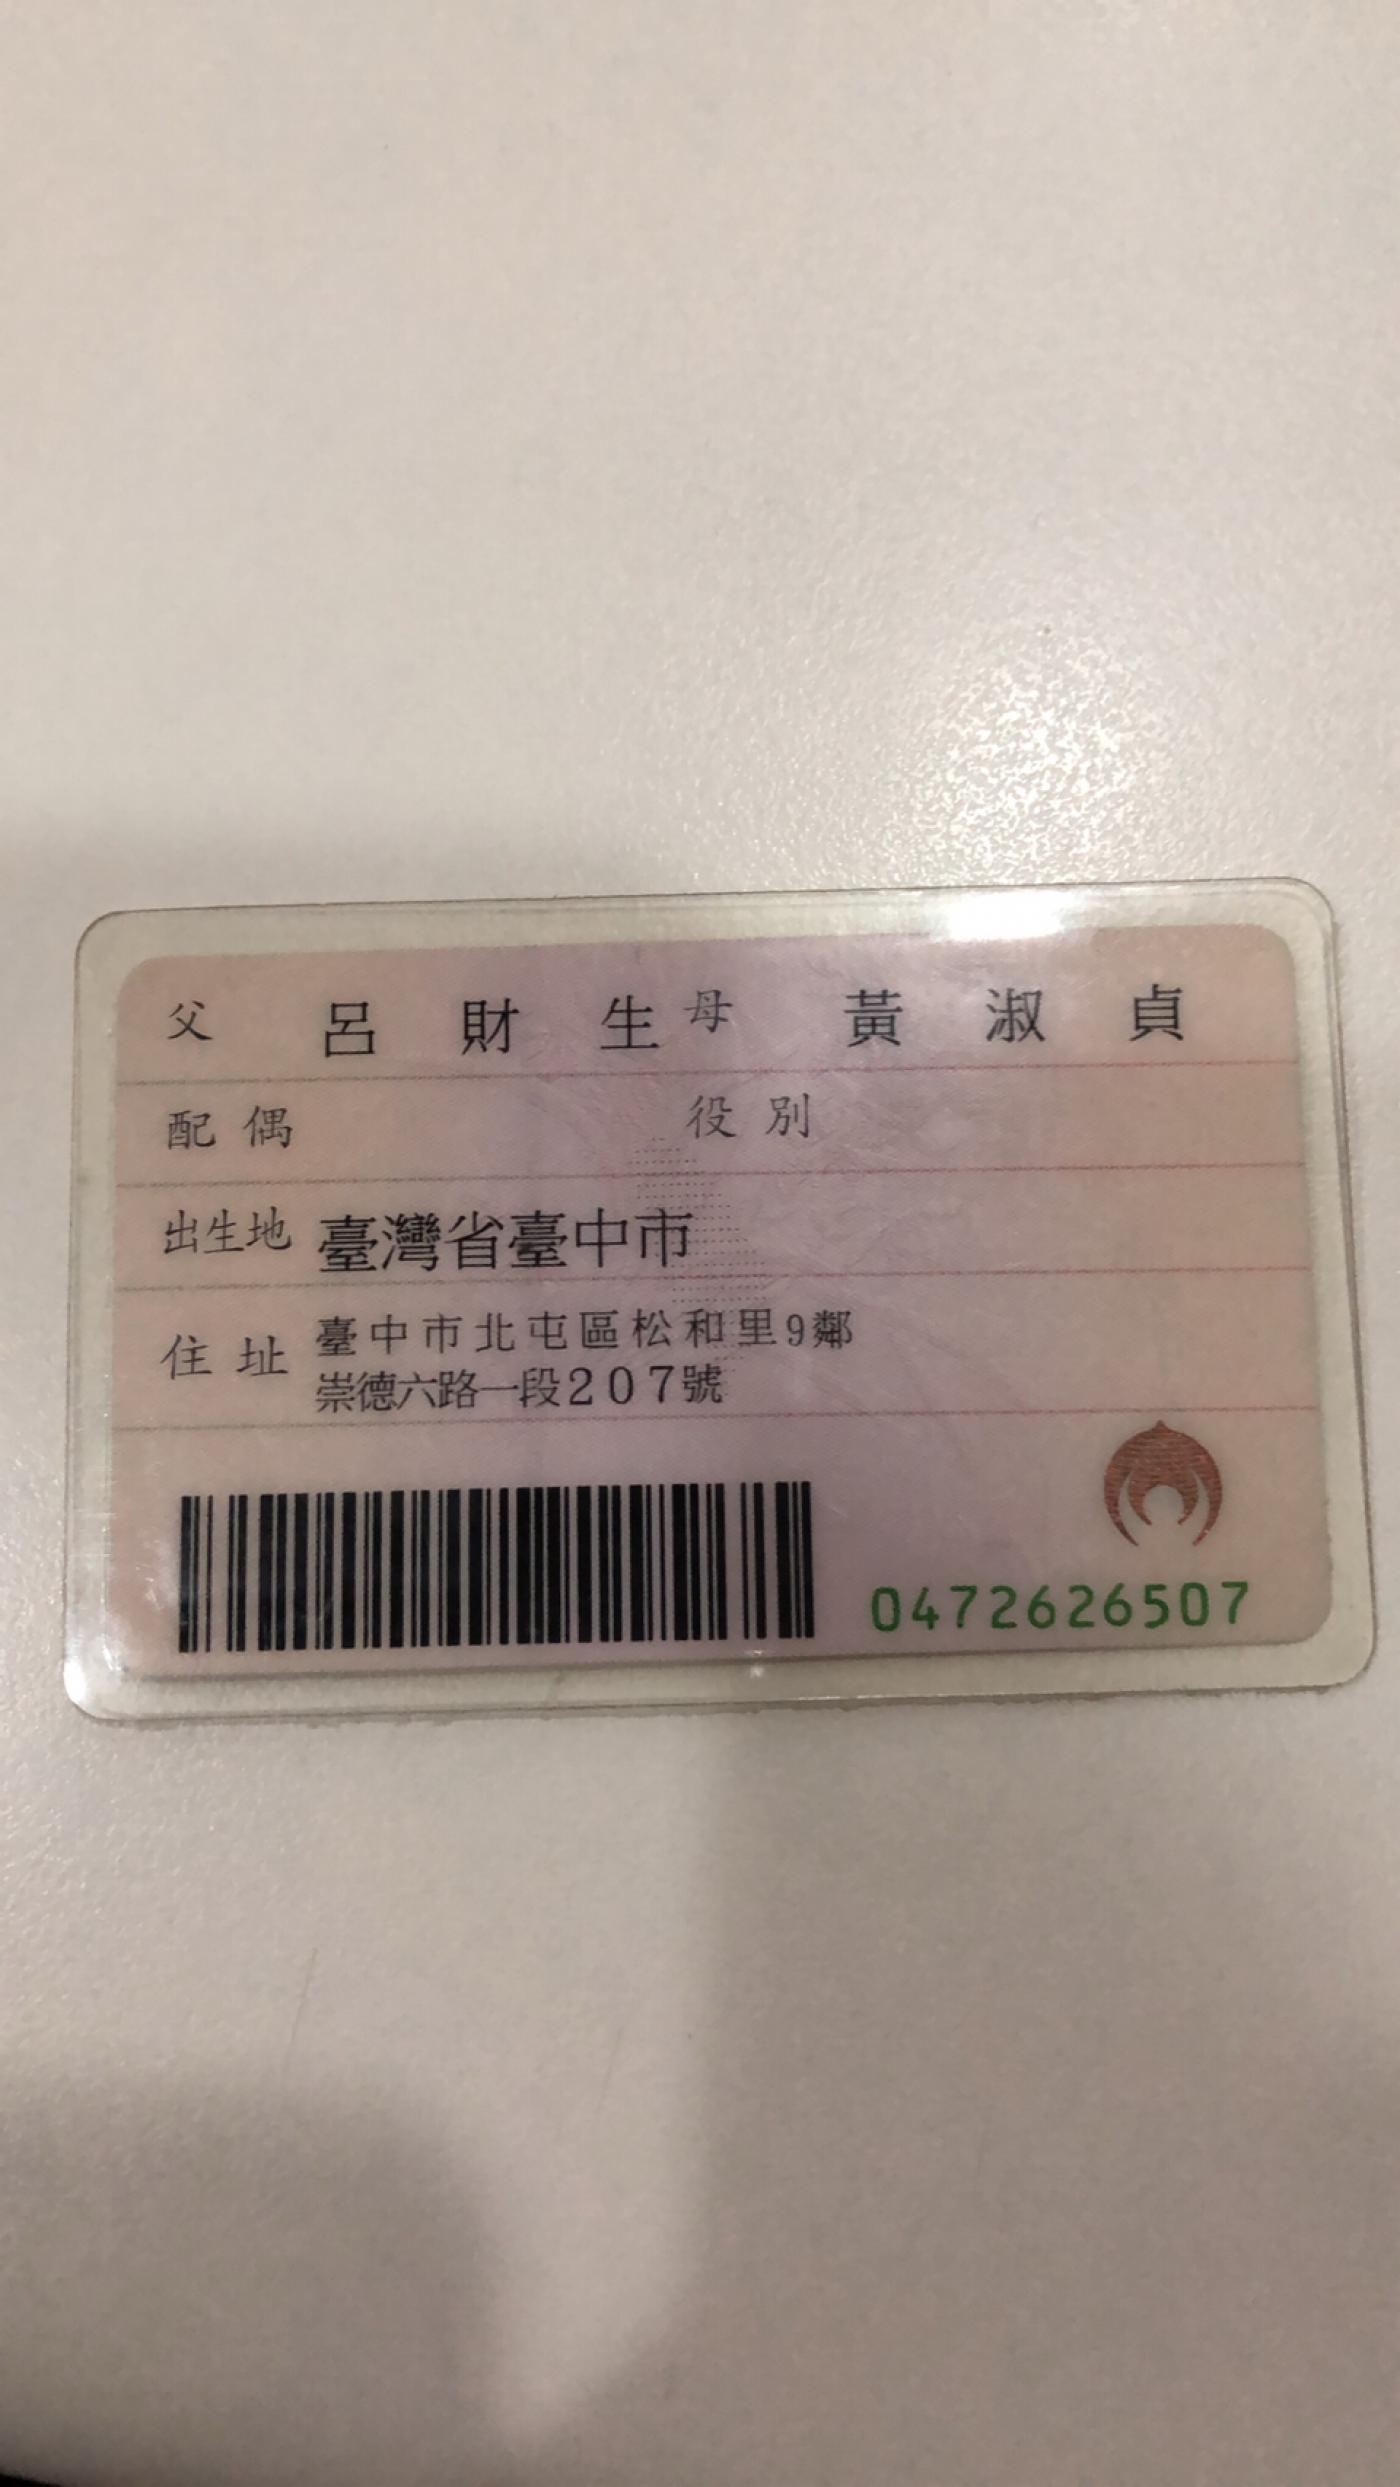 父 呂財生 母 黃淑貞
配偶 役別
出生地 臺灣省臺中市
住址 臺中市北屯區松和里9鄰
崇德六路一段207號
0472626507